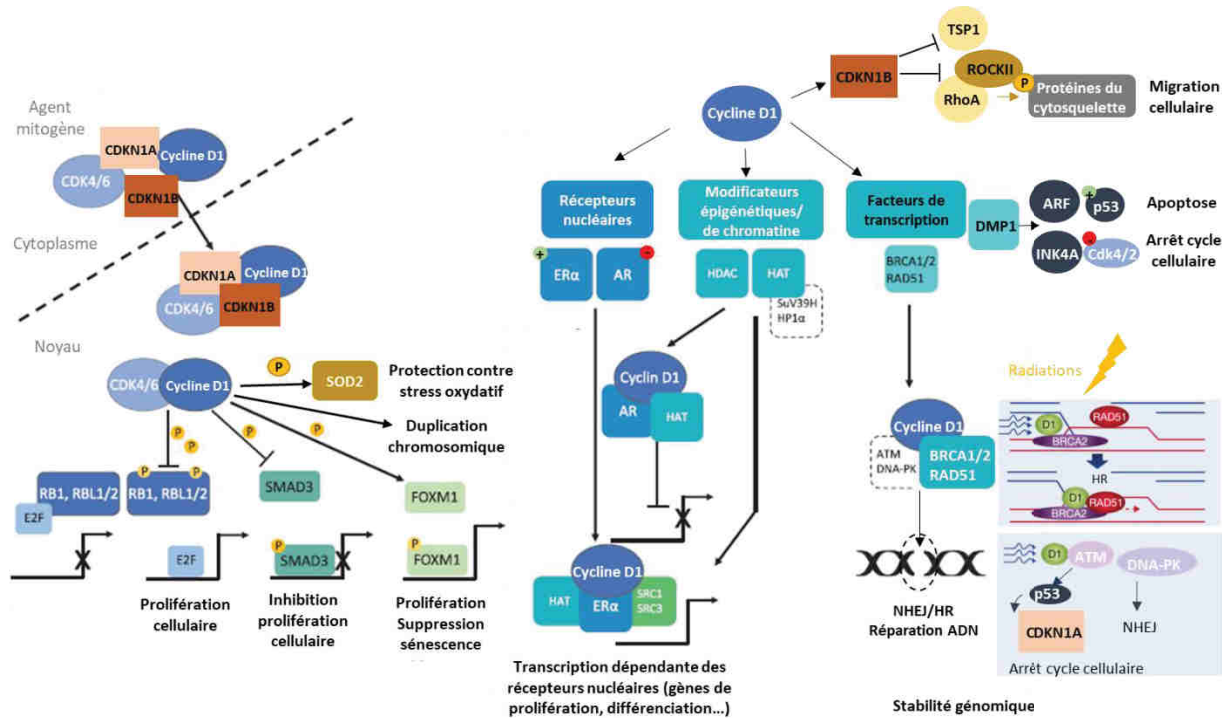 Agent
mitogène
CDKN1A
Cycline D1
CDK4/6
CDKN1B
Cytoplasme
CDKN1A
Cycline D1
CDK4/6
CDKN1B
Noyau
CDK4/6
Cycline D1
P
SOD2
Protection contre
stress oxydatif
Duplication
chromosomique
P
P
P
P
P
P
RB1, RBL1/2
RB1, RBL1/2
E2F
SMAD3
FOXM1
E2F
P
SMAD3
P
FOXM1
Prolifération
cellulaire
Inhibition
prolifération
cellulaire
Prolifération
Suppression
sénescence
Cycline D1
CDKN1B
TSP1
ROCKII
P
RhoA
Protéines du
cytosquelette
Migration
cellulaire
Récepteurs
nucléaires
+
ERα
AR
-
Modificateurs
épigénétiques/
de chromatine
HDAC
HAT
SuV39H
HP1α
Facteurs de
transcription
DMP1
BRCA1/2
RAD51
ARF
+
p53
Apoptose
INK4A
-
Cdk4/2
Arrêt cycle
cellulaire
Cyclin D1
AR
HAT
Cycline D1
HAT
ERα
SRC1
SRC3
Transcription dépendante des
récepteurs nucléaires (gènes de
prolifération, différenciation...)
Cycline D1
ATM
DNA-PK
BRCA1/2
RAD51
NHEJ/HR
Réparation ADN
Radiations
D1
RAD51
BRCA2
HR
D1
RAD51
BRCA2
D1
ATM
DNA-PK
p53
CDKN1A
NHEJ
Arrêt cycle cellulaire
Stabilité génomique